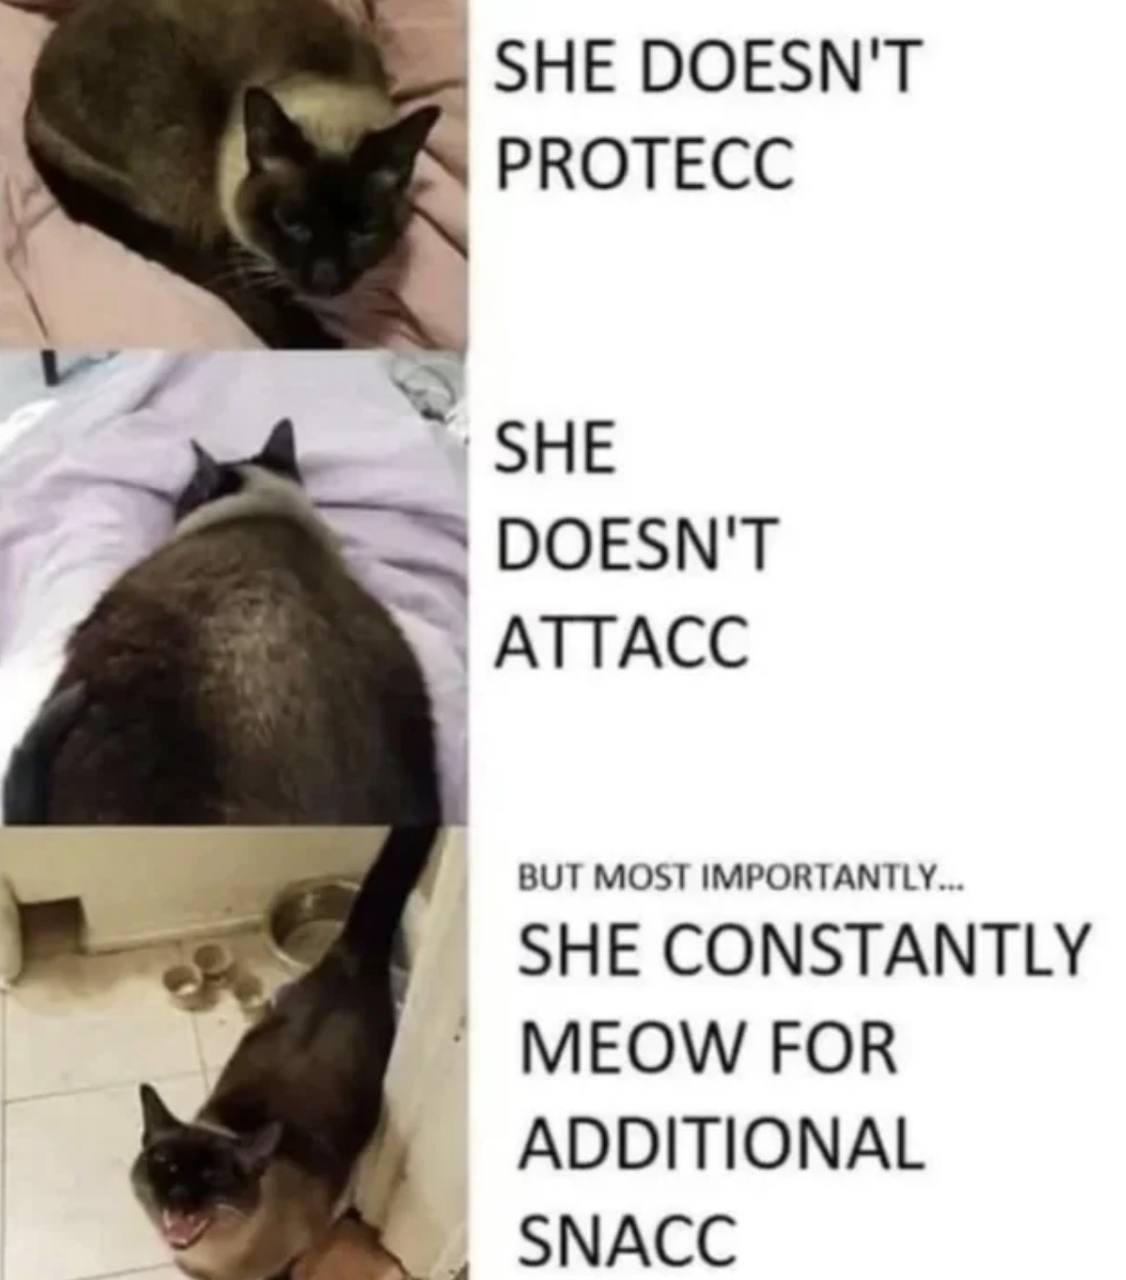 SHE DOESN'T
PROTECC
SHE
DOESN'T
ATTACC
BUT MOST IMPORTANTLY...
SHE CONSTANTLY
MEOW FOR
ADDITIONAL
SNACC